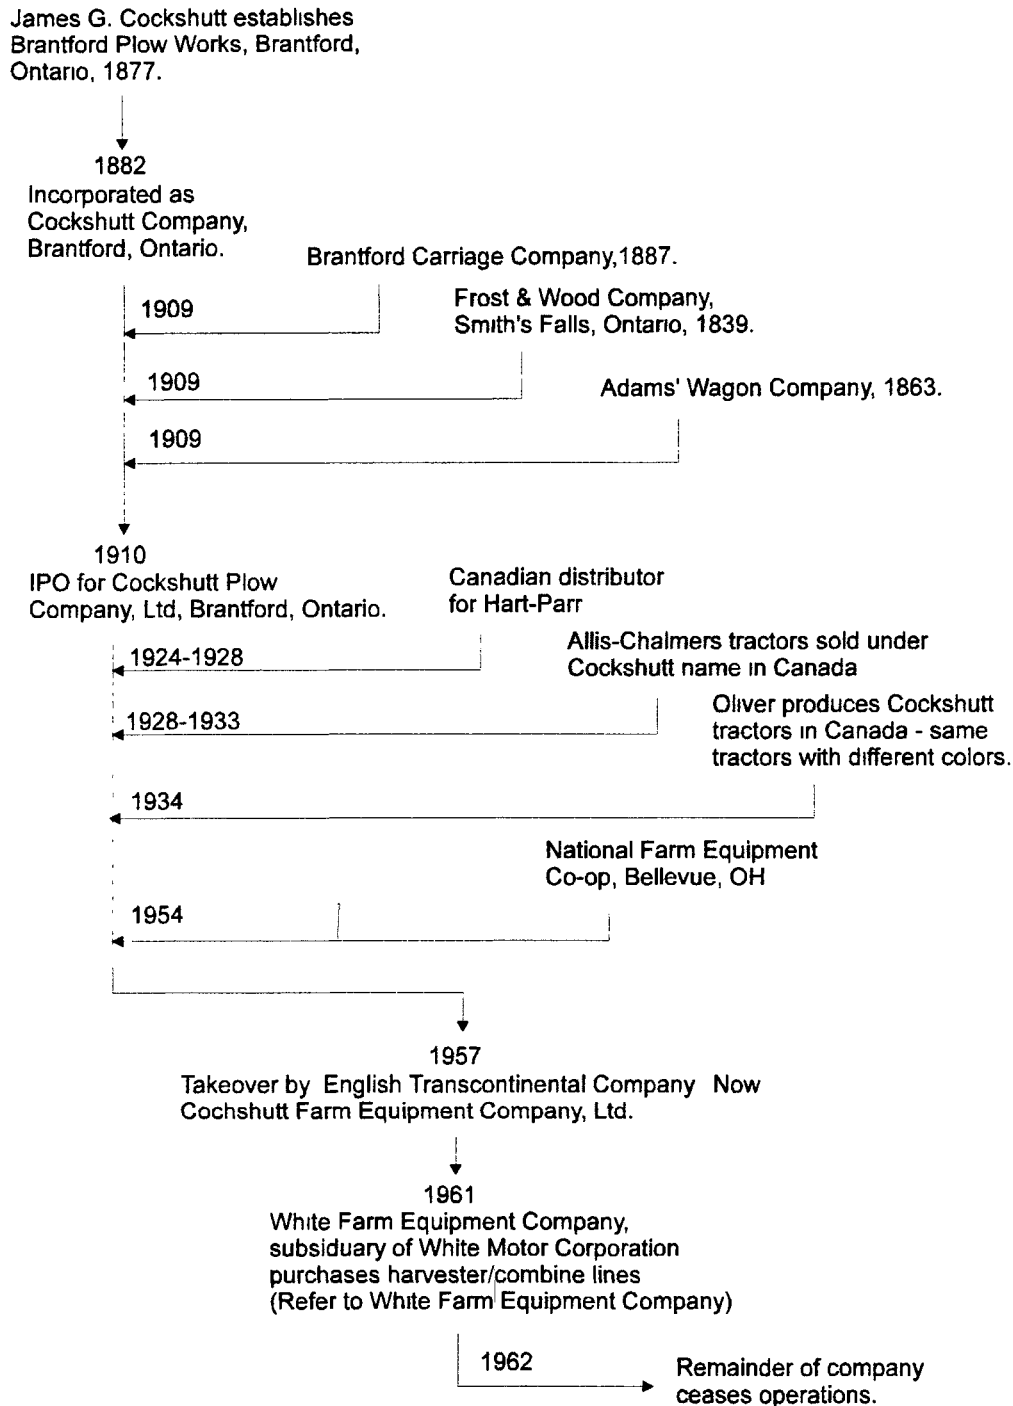 James G. Cockshutt establishes
Brantford Plow Works, Brantford,
Ontario, 1877.
1882
Incorporated as
Cockshutt Company,
Brantford, Ontario.
Brantford Carriage Company,1887.
1909
Frost & Wood Company,
Smith's Falls, Ontario, 1839.
1909
Adams' Wagon Company, 1863.
1909
1910
IPO for Cockshutt Plow
Company, Ltd, Brantford, Ontario.
Canadian distributor
for Hart-Parr
1924-1928
Allis-Chalmers tractors sold under
Cockshutt name in Canada
1928-1933
Oliver produces Cockshutt
tractors in Canada - same
tractors with different colors.
1934
National Farm Equipment
Co-op, Bellevue, OH
1954
1957
Takeover by English Transcontinental Company Now
Cochshutt Farm Equipment Company, Ltd.
1961
White Farm Equipment Company,
subsiduary of White Motor Corporation
purchases harvester/combine lines
(Refer to White Farm Equipment Company)
1962
Remainder of company
ceases operations.